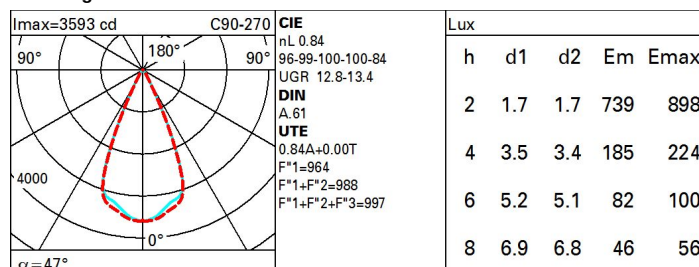 Imax=3593 cd C90-270
90° 180° 90°
4000
0°
α=47°
CIE
nL 0.84
96-99-100-100-84
UGR 12.8-13.4
DIN
A.61
UTE
0.84A+0.00T
F"1=964
F"1+F"2=988
F"1+F"2+F"3=997
Lux
h d1 d2 Em Emax
2 1.7 1.7 739 898
4 3.5 3.4 185 224
6 5.2 5.1 82 100
8 6.9 6.8 46 56